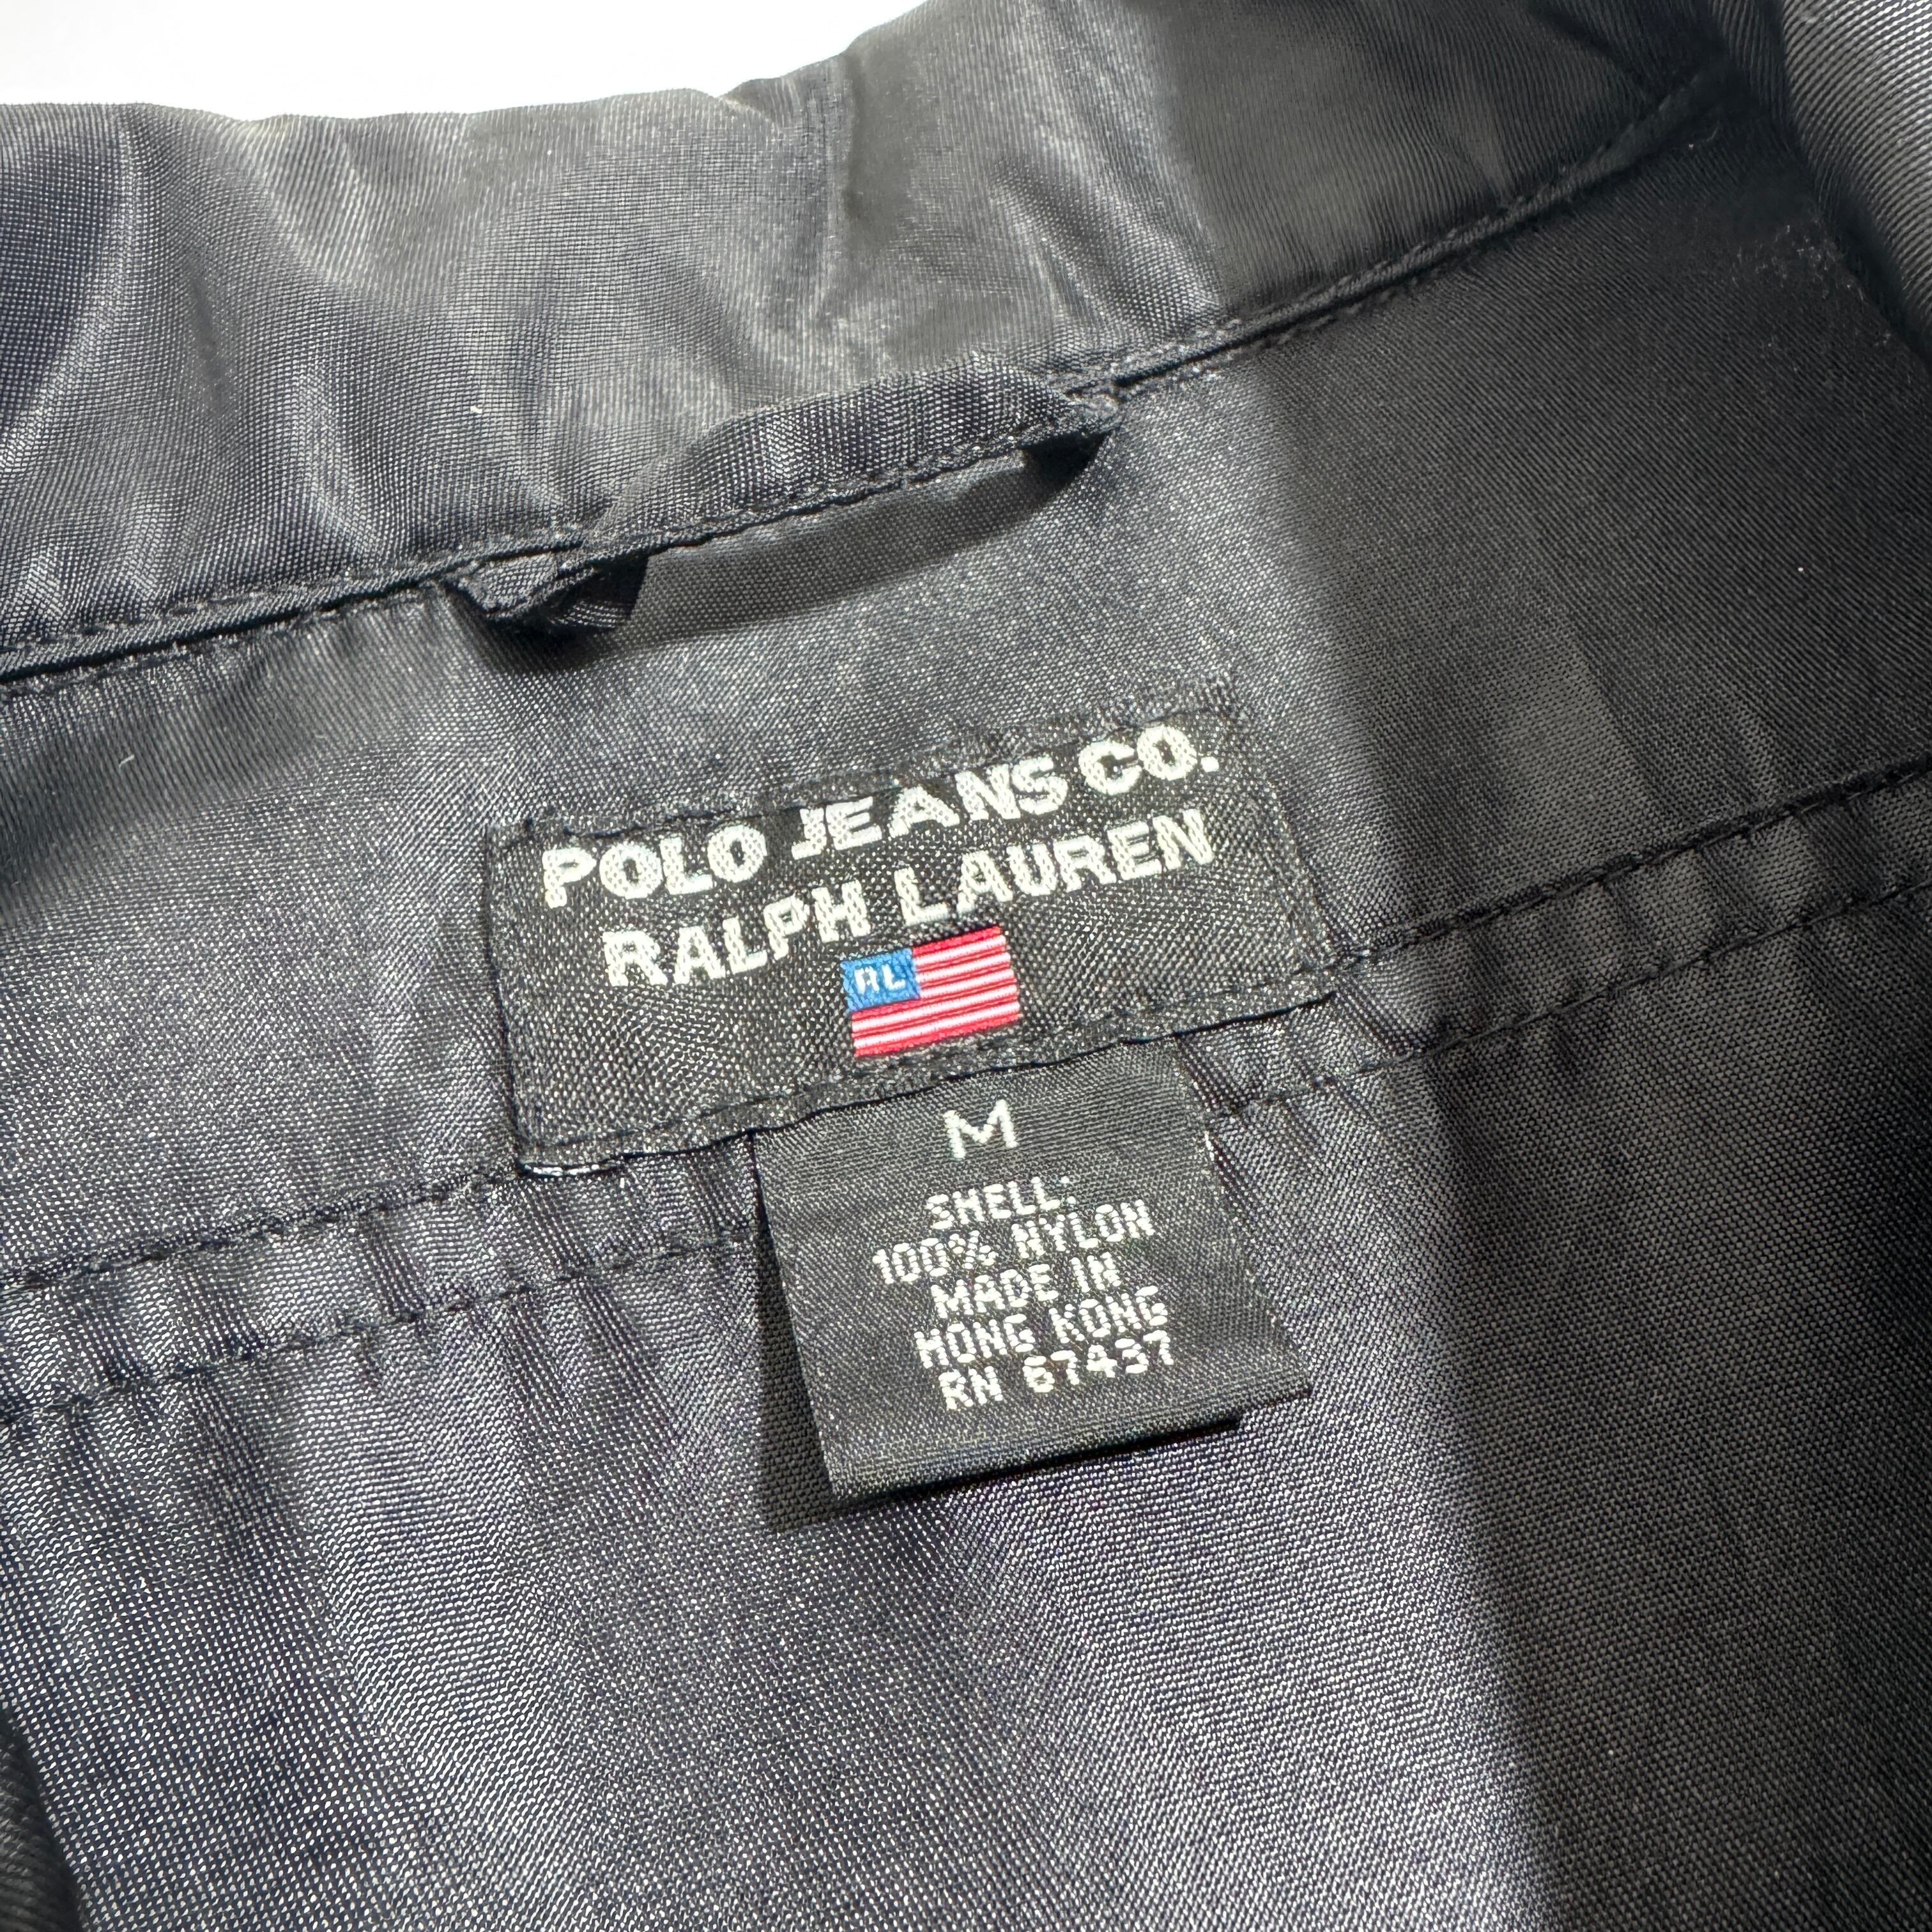 POLO JEANS CO.
RALPH LAUREN
RL
M
SHELL:
100% NYLON
MADE IN
HONG KONG
RN 67437